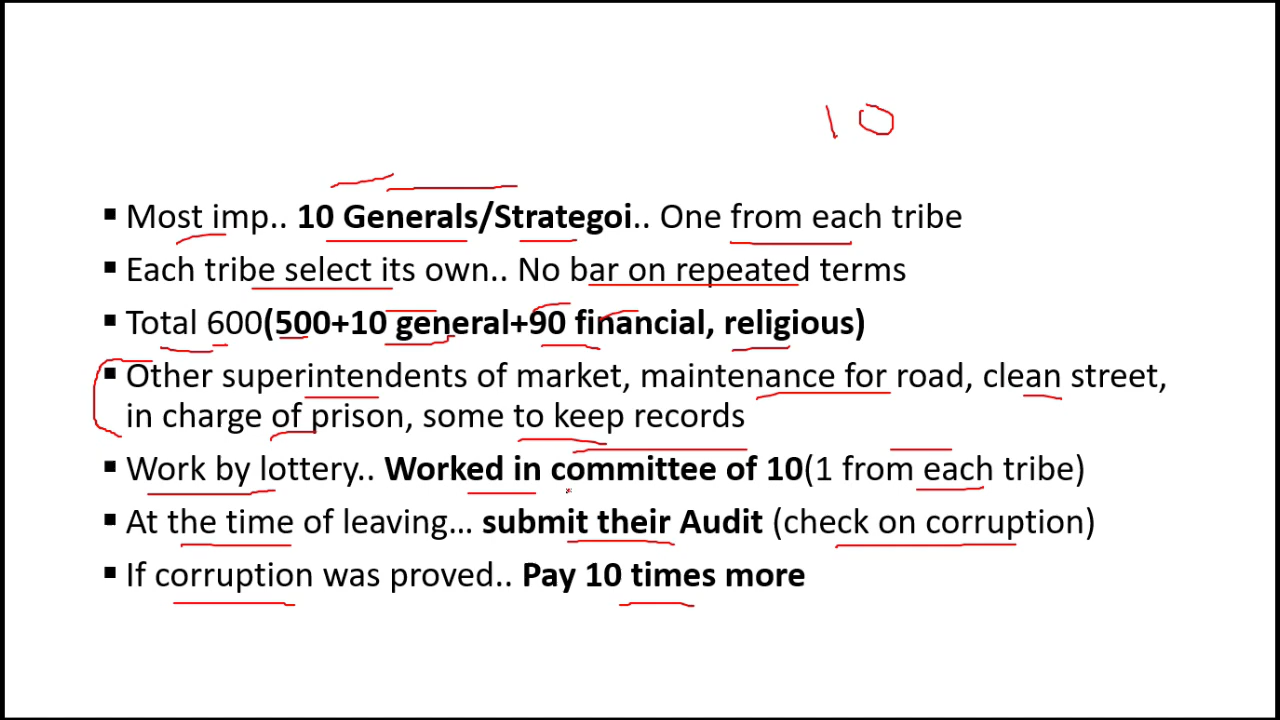 10
▪ Most imp.. 10 Generals/Strategoi.. One from each tribe
▪ Each tribe select its own.. No bar on repeated terms
▪ Total 600(500+10 general+90 financial, religious)
▪ Other superintendents of market, maintenance for road, clean street,
in charge of prison, some to keep records
▪ Work by lottery.. Worked in committee of 10(1 from each tribe)
▪ At the time of leaving... submit their Audit (check on corruption)
▪ If corruption was proved.. Pay 10 times more